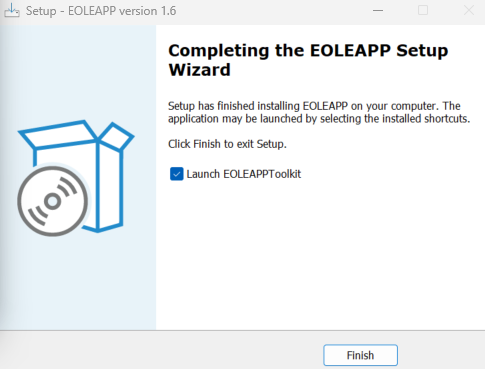 Setup - EOLEAPP version 1.6
Completing the EOLEAPP Setup
Wizard
Setup has finished installing EOLEAPP on your computer. The
application may be launched by selecting the installed shortcuts.
Click Finish to exit Setup.
Launch EOLEAPPToolkit
Finish